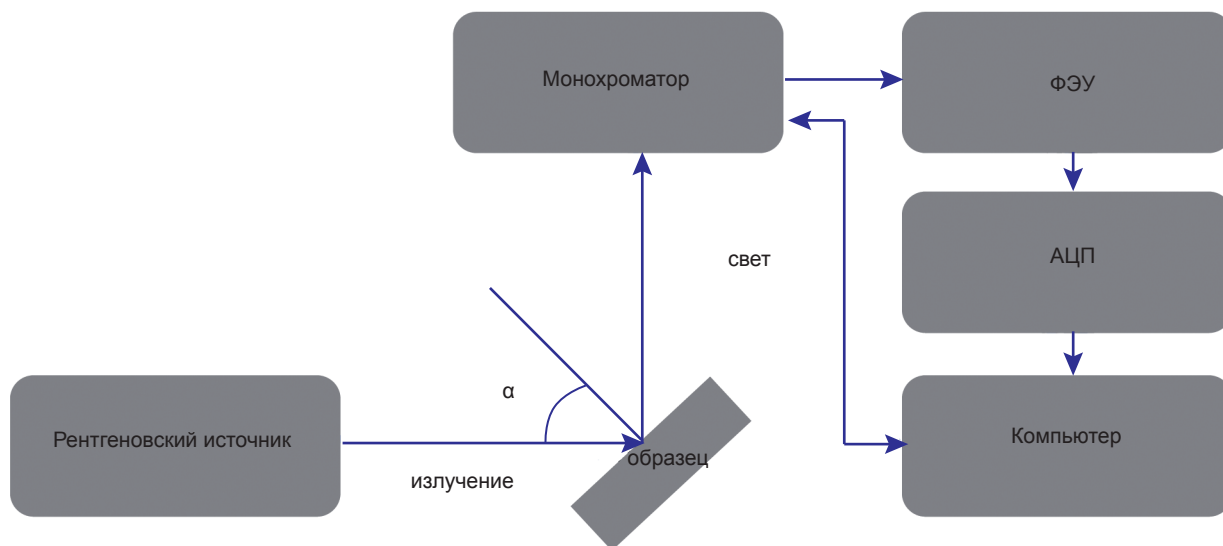 Монохроматор
ФЭУ
свет
АЦП
α
Рентгеновский источник
излучение
образец
Компьютер